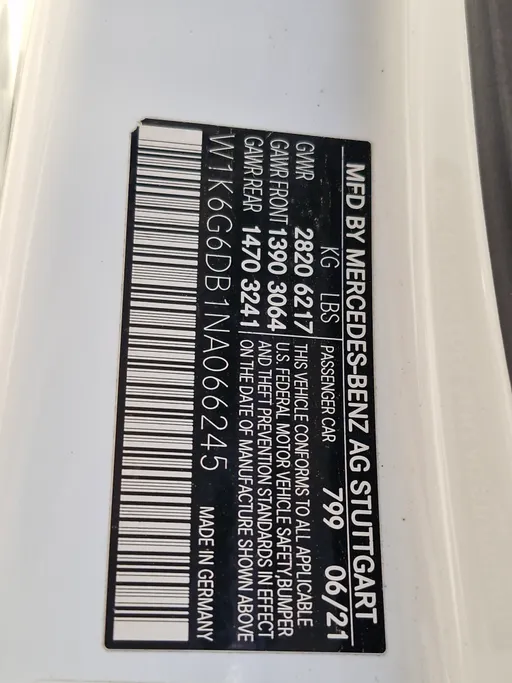 MFD BY MERCEDES-BENZ AG STUTTGART
KG LBS PASSENGER CAR 799 06/21
GVWR 2820 6217 THIS VEHICLE CONFORMS TO ALL APPLICABLE
GAWR FRONT 1390 3064 U.S. FEDERAL MOTOR VEHICLE SAFETY,BUMPER
GAWR REAR 1470 3241 AND THEFT PREVENTION STANDARDS IN EFFECT
ON THE DATE OF MANUFACTURE SHOWN ABOVE
W1K6G6DB1NA066245 MADE IN GERMANY